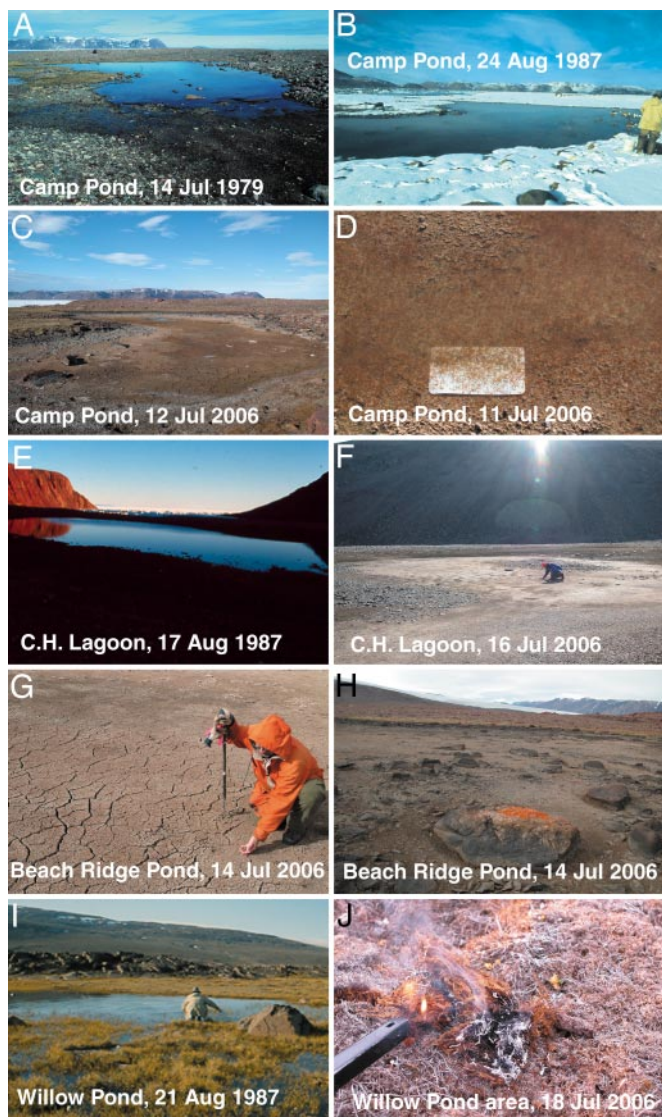 A
Camp Pond, 14 Jul 1979
B
Camp Pond, 24 Aug 1987
C
Camp Pond, 12 Jul 2006
D
Camp Pond, 11 Jul 2006
E
C.H. Lagoon, 17 Aug 1987
F
C.H. Lagoon, 16 Jul 2006
G
Beach Ridge Pond, 14 Jul 2006
H
Beach Ridge Pond, 14 Jul 2006
I
Willow Pond, 21 Aug 1987
J
Willow Pond area, 18 Jul 2006